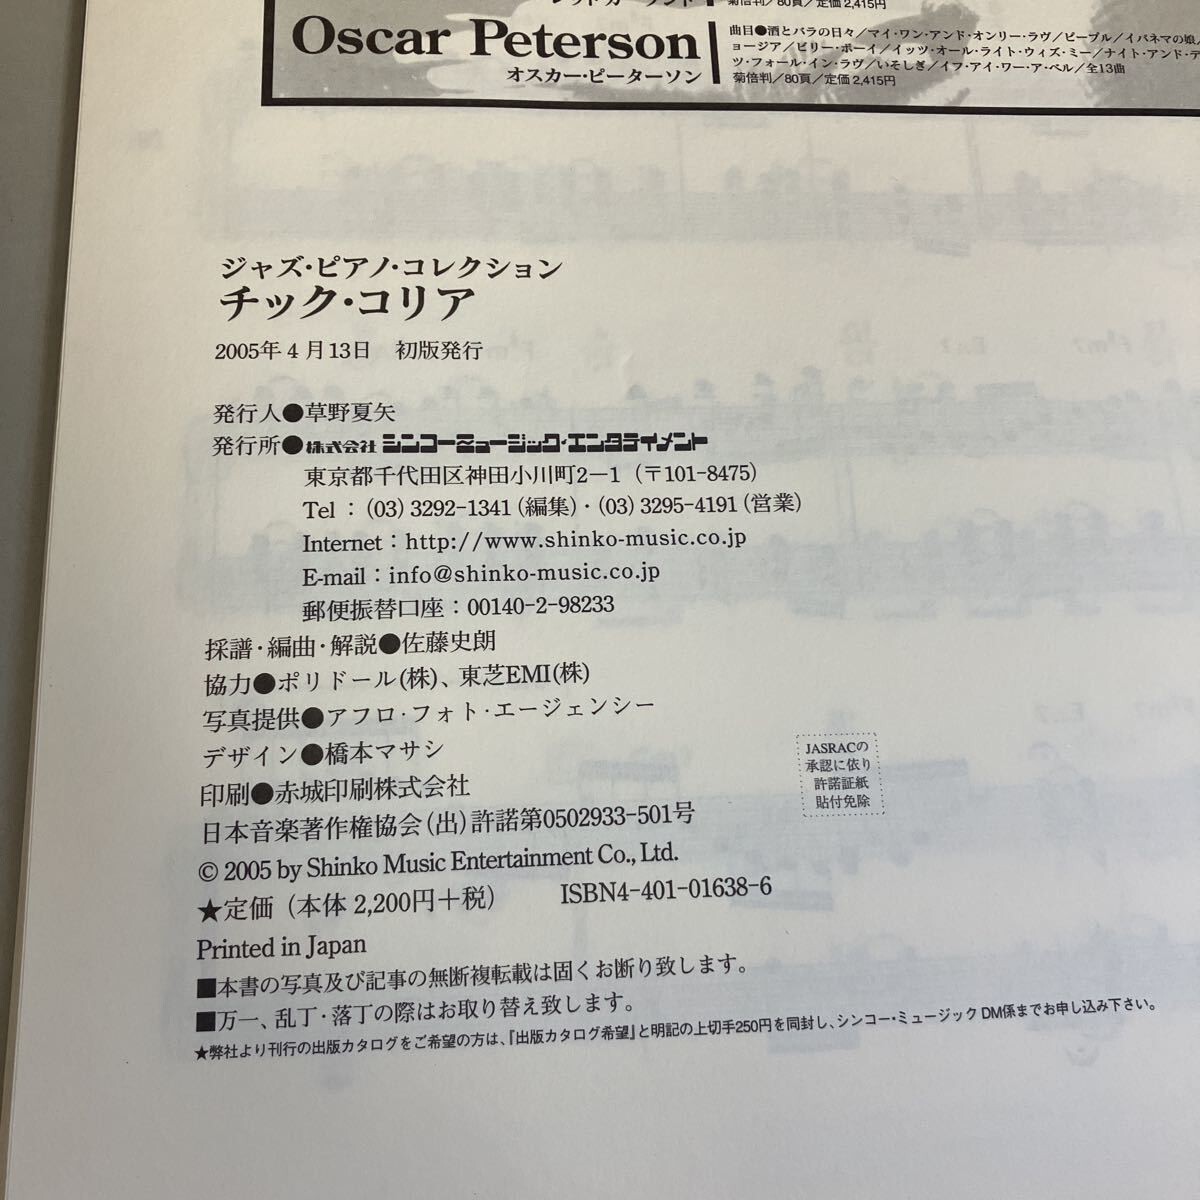 レッド・ガーランド
菊倍判／80頁／定価2,415円
Oscar Peterson
オスカー・ピーターソン
曲目●酒とバラの日々／マイ・ワン・アンド・オンリー・ラヴ／ピープル／イパネマの娘／
ョージア／ビリー・ボーイ／イッツ・オール・ライト・ウィズ・ミー／ナイト・アンド・デ
ツ・フォール・イン・ラヴ／いそしぎ／イフ・アイ・ワー・ア・ベル／全13曲
菊倍判／80頁／定価 2,415円
ジャズ・ピアノ・コレクション
チック・コリア
2005年 4 月13日　初版発行
発行人●草野夏矢
発行所●株式会社 シンコーミュージック・エンタテイメント
東京都千代田区神田小川町2−1（〒101-8475）
Tel ： (03) 3292-1341 (編集)・(03) 3295-4191 (営業)
Internet：http://www.shinko-music.co.jp
E-mail：info@shinko-music.co.jp
郵便振替口座：00140-2-98233
採譜・編曲・解説●佐藤史朗
協力●ポリドール(株)、東芝EMI(株)
写真提供●アフロ・フォト・エージェンシー
デザイン●橋本マサシ
印刷●赤城印刷株式会社
日本音楽著作権協会 (出) 許諾第0502933-501号
JASRACの
承認に依り
許諾証紙
貼付免除
© 2005 by Shinko Music Entertainment Co., Ltd.
★定価（本体 2,200円＋税）　ISBN4-401-01638-6
Printed in Japan
■本書の写真及び記事の無断複転載は固くお断り致します。
■万一、乱丁・落丁の際はお取り替え致します。
★弊社より刊行の出版カタログをご希望の方は、『出版カタログ希望』と明記の上切手250円を同封し、シンコー・ミュージック DM係までお申し込み下さい。